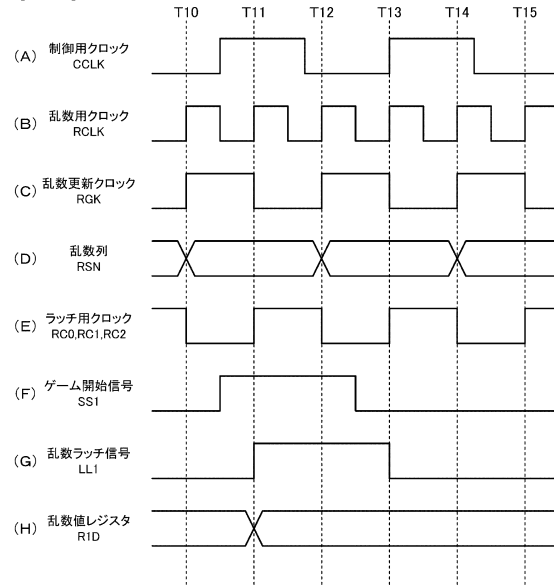 T10 T11 T12 T13 T14 T15
(A) 制御用クロック
CCLK
(B) 乱数用クロック
RCLK
(C) 乱数更新クロック
RGK
(D) 乱数列
RSN
(E) ラッチ用クロック
RC0,RC1,RC2
(F) ゲーム開始信号
SS1
(G) 乱数ラッチ信号
LL1
(H) 乱数値レジスタ
R1D